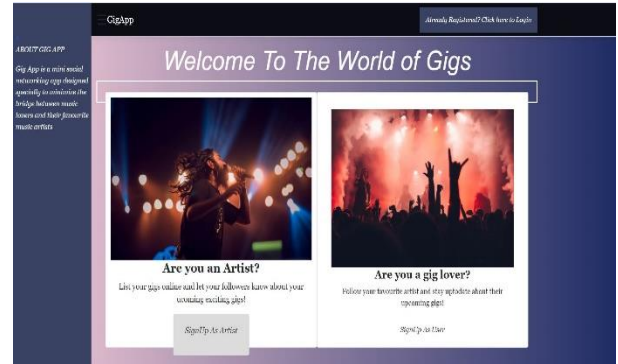 GigApp
Already Registered? Click here to Login
ABOUT GIG APP
Gig App is a mini social
networking app designed
specially to minimize the
bridge between music
lovers and their favourite
music artists
Welcome To The World of Gigs
Are you an Artist?
List your gigs online and let your followers know about your
upcoming exciting gigs!
SignUp As Artist
Are you a gig lover?
Follow your favourite artist and stay uptodate about their
upcoming gigs!
SignUp As User